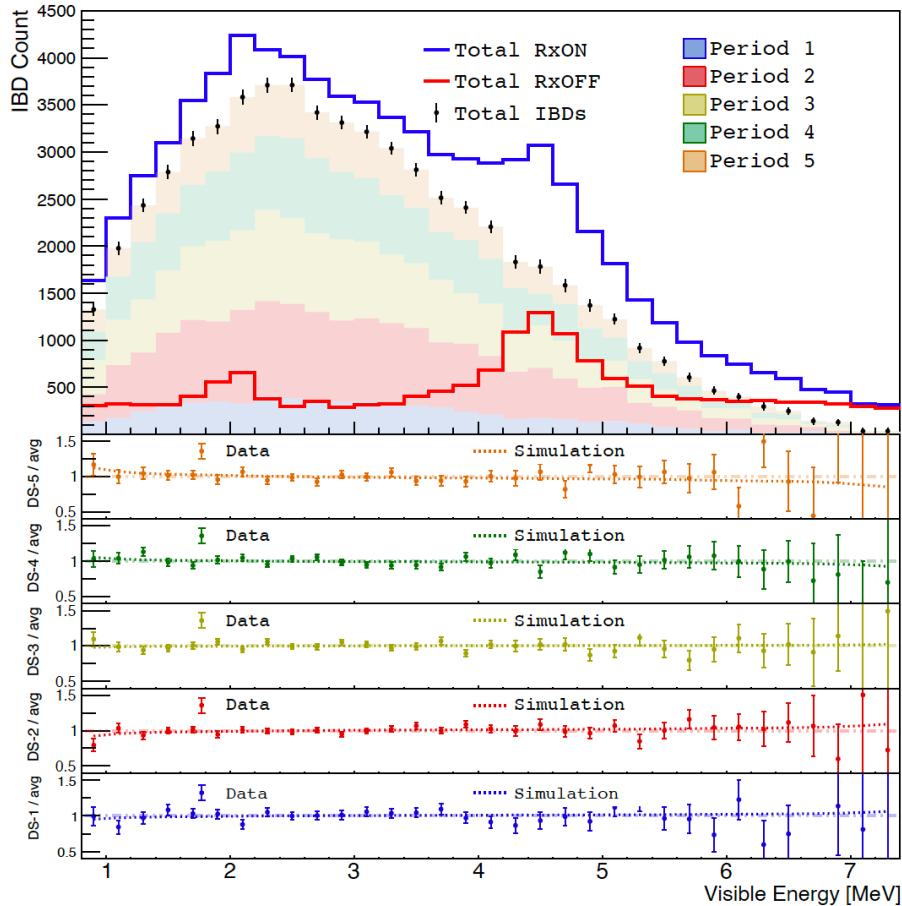 IBD Count
4500
4000
3500
3000
2500
2000
1500
1000
500
Total RxON
Total RxOFF
Total IBDs
Period 1
Period 2
Period 3
Period 4
Period 5
DS-5 / avg
1.5
1
0.5
Data
Simulation
DS-4 / avg
1.5
1
0.5
Data
Simulation
DS-3 / avg
1.5
1
0.5
Data
Simulation
DS-2 / avg
1.5
1
0.5
Data
Simulation
DS-1 / avg
1.5
1
0.5
Data
Simulation
1 2 3 4 5 6 7
Visible Energy [MeV]